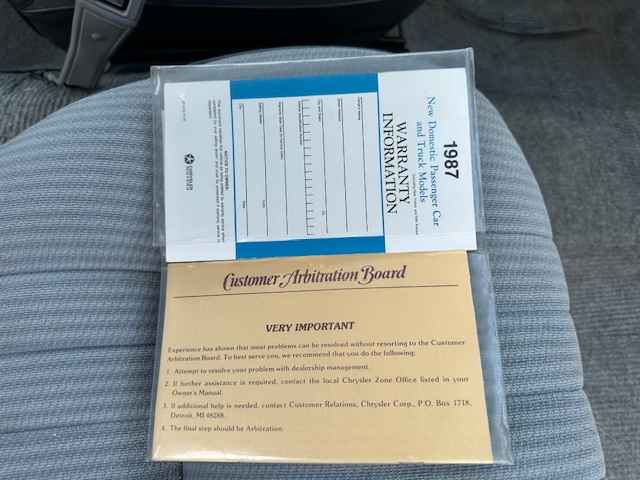 1987
New Domestic Passenger Car
and Truck Models
WARRANTY
INFORMATION
NOTICE TO OWNER:
Customer Arbitration Board
VERY IMPORTANT
Experience has shown that most problems can be resolved without resorting to the Customer
Arbitration Board. To best serve you, we recommend that you do the following:
1. Attempt to resolve your problem with dealership management.
2. If further assistance is required, contact the local Chrysler Zone Office listed in your
Owner's Manual.
3. If additional help is needed, contact Customer Relations, Chrysler Corp., P.O. Box 1718,
Detroit, MI 48288.
4. The final step should be Arbitration.